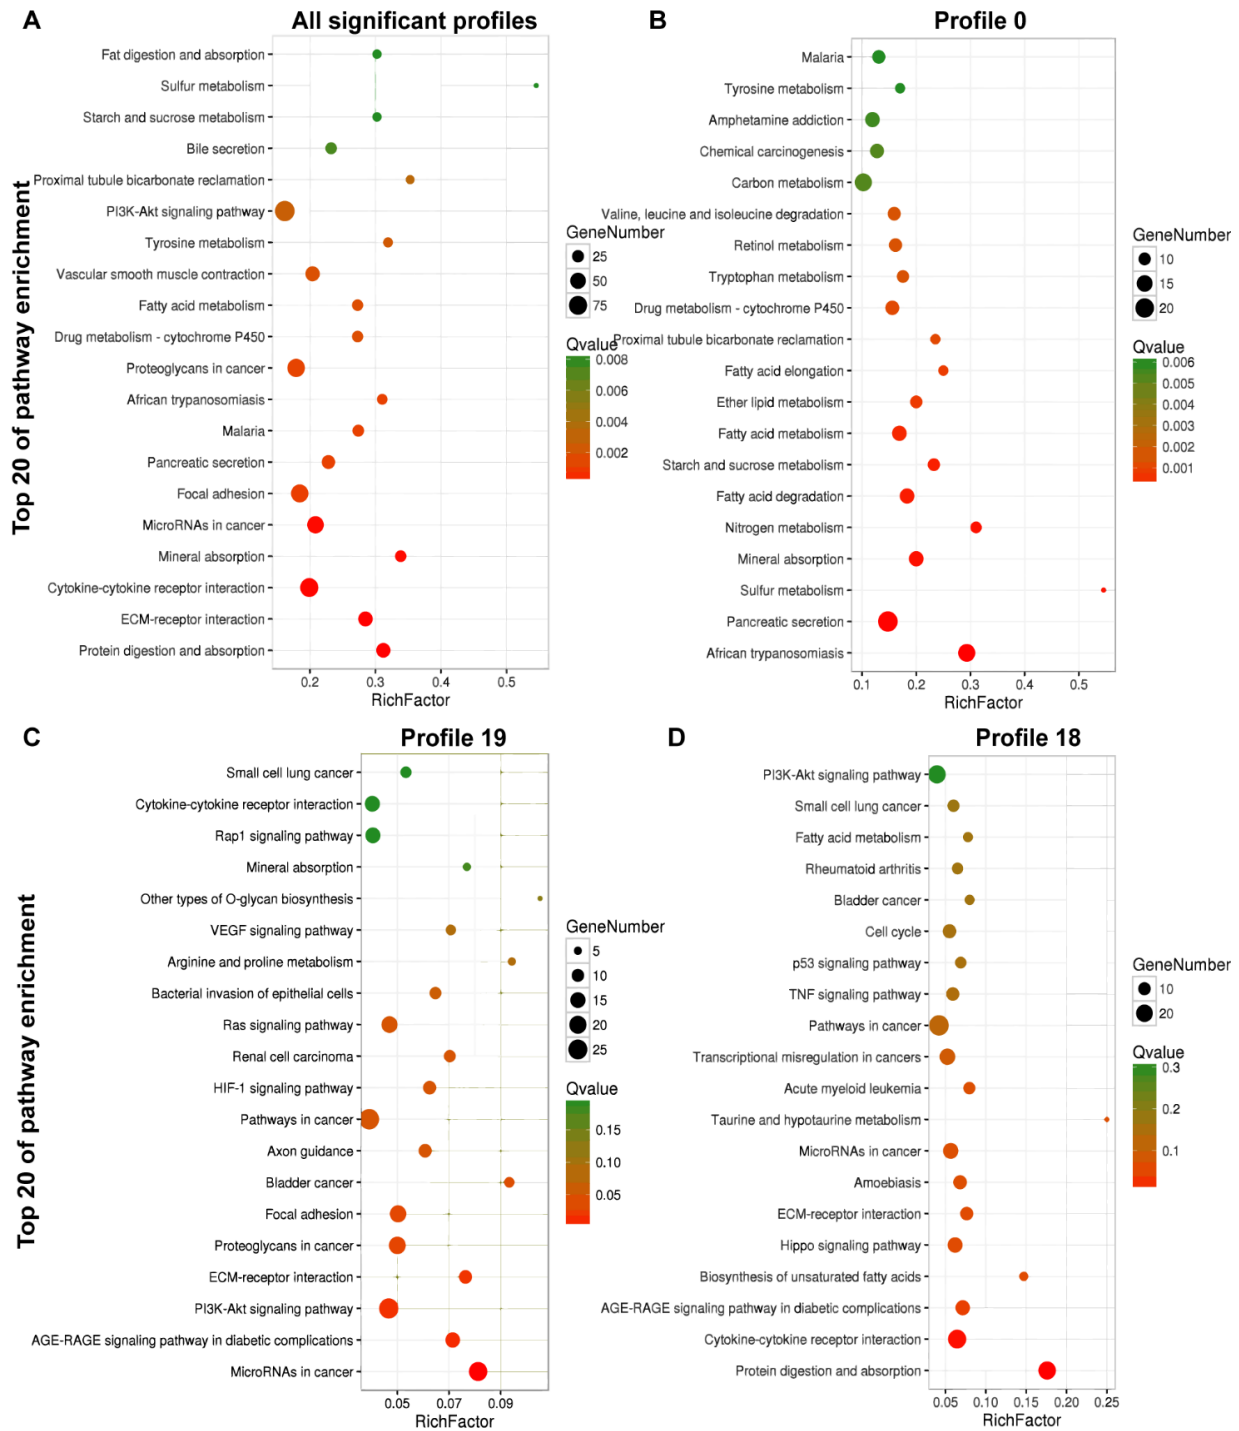 A
All significant profiles
Top 20 of pathway enrichment
Fat digestion and absorption
Sulfur metabolism
Starch and sucrose metabolism
Bile secretion
Proximal tubule bicarbonate reclamation
PI3K-Akt signaling pathway
Tyrosine metabolism
Vascular smooth muscle contraction
Fatty acid metabolism
Drug metabolism - cytochrome P450
Proteoglycans in cancer
African trypanosomiasis
Malaria
Pancreatic secretion
Focal adhesion
MicroRNAs in cancer
Mineral absorption
Cytokine-cytokine receptor interaction
ECM-receptor interaction
Protein digestion and absorption
0.2 0.3 0.4 0.5
RichFactor
GeneNumber
25
50
75
Qvalue
0.008
0.006
0.004
0.002
B
Profile 0
Malaria
Tyrosine metabolism
Amphetamine addiction
Chemical carcinogenesis
Carbon metabolism
Valine, leucine and isoleucine degradation
Retinol metabolism
Tryptophan metabolism
Drug metabolism - cytochrome P450
Proximal tubule bicarbonate reclamation
Fatty acid elongation
Ether lipid metabolism
Fatty acid metabolism
Starch and sucrose metabolism
Fatty acid degradation
Nitrogen metabolism
Mineral absorption
Sulfur metabolism
Pancreatic secretion
African trypanosomiasis
0.1 0.2 0.3 0.4 0.5
RichFactor
GeneNumber
10
15
20
Qvalue
0.006
0.005
0.004
0.003
0.002
0.001
C
Profile 19
Top 20 of pathway enrichment
Small cell lung cancer
Cytokine-cytokine receptor interaction
Rap1 signaling pathway
Mineral absorption
Other types of O-glycan biosynthesis
VEGF signaling pathway
Arginine and proline metabolism
Bacterial invasion of epithelial cells
Ras signaling pathway
Renal cell carcinoma
HIF-1 signaling pathway
Pathways in cancer
Axon guidance
Bladder cancer
Focal adhesion
Proteoglycans in cancer
ECM-receptor interaction
PI3K-Akt signaling pathway
AGE-RAGE signaling pathway in diabetic complications
MicroRNAs in cancer
0.05 0.07 0.09
RichFactor
GeneNumber
5
10
15
20
25
Qvalue
0.15
0.10
0.05
D
Profile 18
PI3K-Akt signaling pathway
Small cell lung cancer
Fatty acid metabolism
Rheumatoid arthritis
Bladder cancer
Cell cycle
p53 signaling pathway
TNF signaling pathway
Pathways in cancer
Transcriptional misregulation in cancers
Acute myeloid leukemia
Taurine and hypotaurine metabolism
MicroRNAs in cancer
Amoebiasis
ECM-receptor interaction
Hippo signaling pathway
Biosynthesis of unsaturated fatty acids
AGE-RAGE signaling pathway in diabetic complications
Cytokine-cytokine receptor interaction
Protein digestion and absorption
0.05 0.10 0.15 0.20 0.25
RichFactor
GeneNumber
10
20
Qvalue
0.3
0.2
0.1